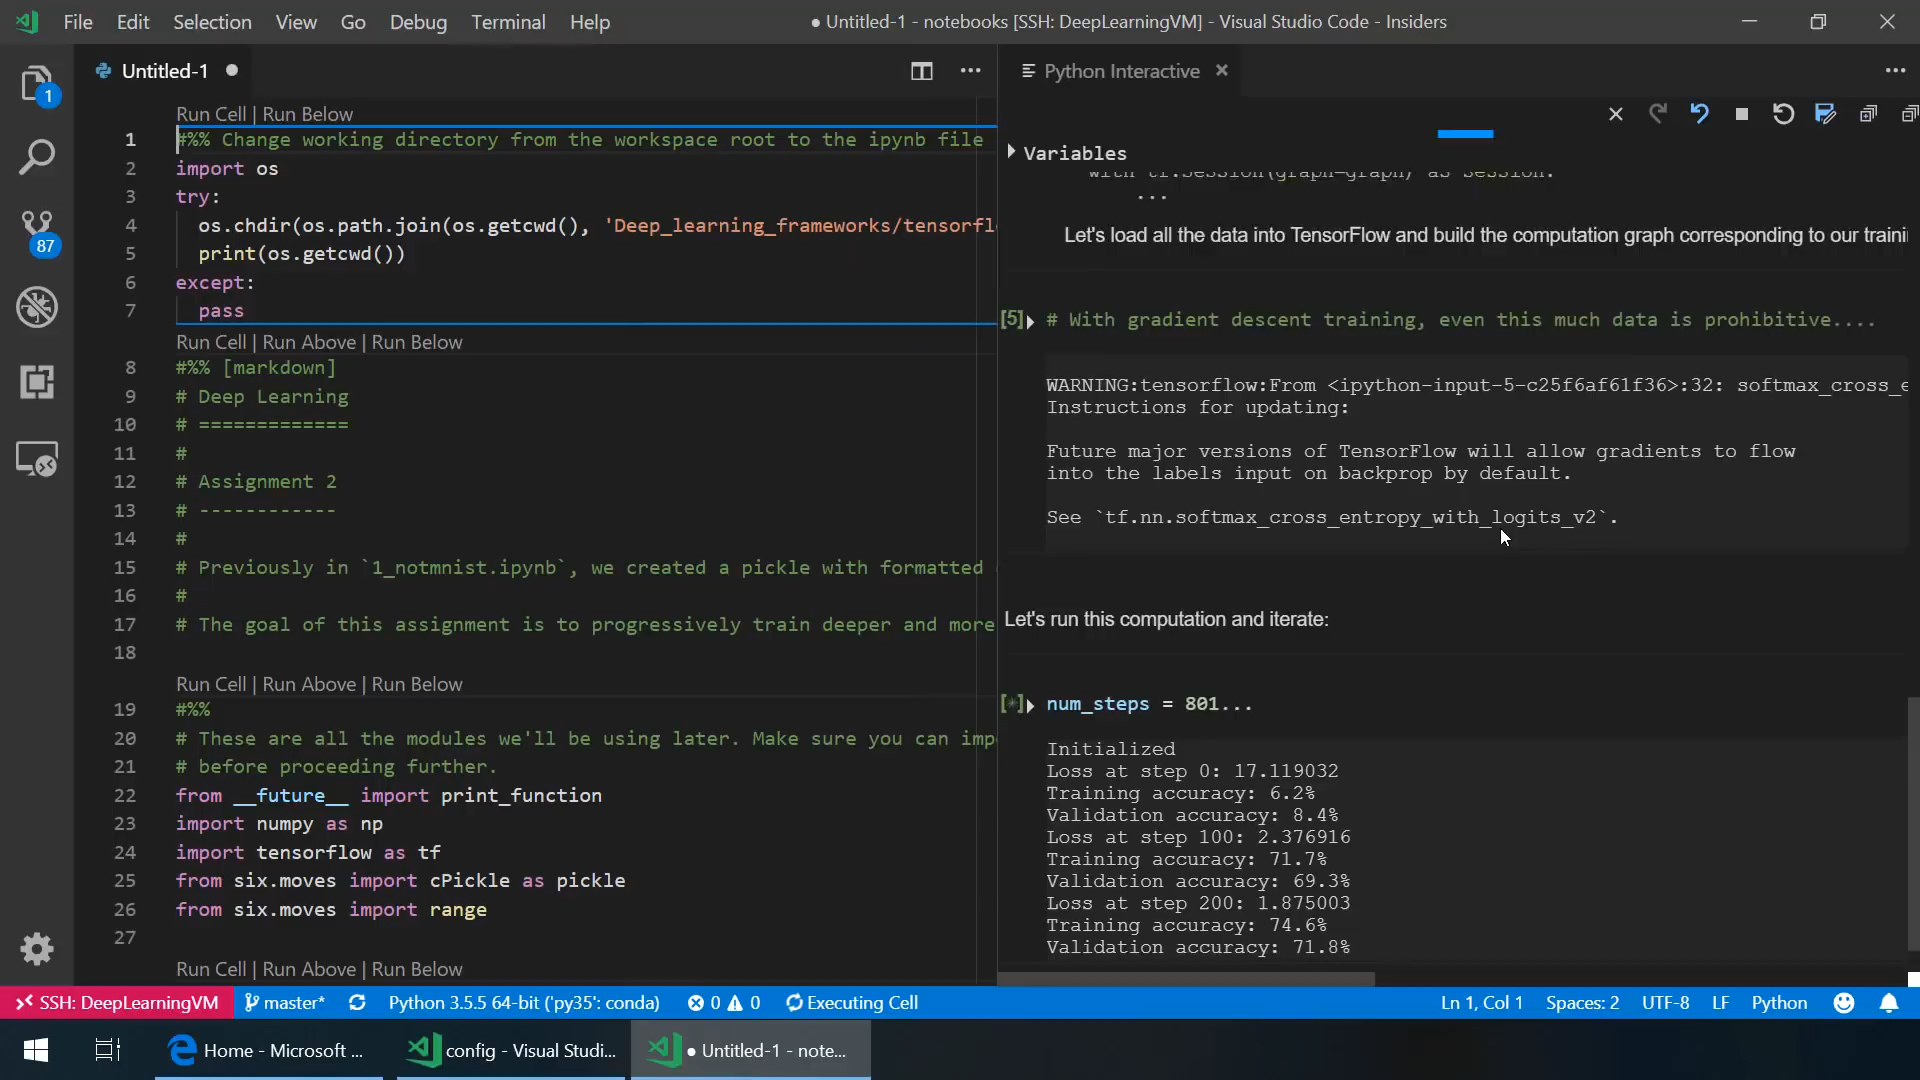 File Edit Selection View Go Debug Terminal Help
● Untitled-1 - notebooks [SSH: DeepLearningVM] - Visual Studio Code - Insiders
Untitled-1
Python Interactive
1
87
Run Cell | Run Below
1 #%% Change working directory from the workspace root to the ipynb file
2 import os
3 try:
4 os.chdir(os.path.join(os.getcwd(), 'Deep_learning_frameworks/tensorfl
5 print(os.getcwd())
6 except:
7 pass
Run Cell | Run Above | Run Below
8 #%% [markdown]
9 # Deep Learning
10 # =============
11 #
12 # Assignment 2
13 # ------------
14 #
15 # Previously in `1_notmnist.ipynb`, we created a pickle with formatted
16 #
17 # The goal of this assignment is to progressively train deeper and more
18
Run Cell | Run Above | Run Below
19 #%%
20 # These are all the modules we'll be using later. Make sure you can imp
21 # before proceeding further.
22 from __future__ import print_function
23 import numpy as np
24 import tensorflow as tf
25 from six.moves import cPickle as pickle
26 from six.moves import range
27
Run Cell | Run Above | Run Below
Variables
with tf.Session(graph=graph) as session:
...
Let's load all the data into TensorFlow and build the computation graph corresponding to our traini
[5] # With gradient descent training, even this much data is prohibitive....
WARNING:tensorflow:From <ipython-input-5-c25f6af61f36>:32: softmax_cross_e
Instructions for updating:
Future major versions of TensorFlow will allow gradients to flow
into the labels input on backprop by default.
See `tf.nn.softmax_cross_entropy_with_logits_v2`.
Let's run this computation and iterate:
[*] num_steps = 801...
Initialized
Loss at step 0: 17.119032
Training accuracy: 6.2%
Validation accuracy: 8.4%
Loss at step 100: 2.376916
Training accuracy: 71.7%
Validation accuracy: 69.3%
Loss at step 200: 1.875003
Training accuracy: 74.6%
Validation accuracy: 71.8%
SSH: DeepLearningVM master* Python 3.5.5 64-bit ('py35': conda) 0 0 Executing Cell Ln 1, Col 1 Spaces: 2 UTF-8 LF Python
Home - Microsoft ... config - Visual Studi... ● Untitled-1 - note...